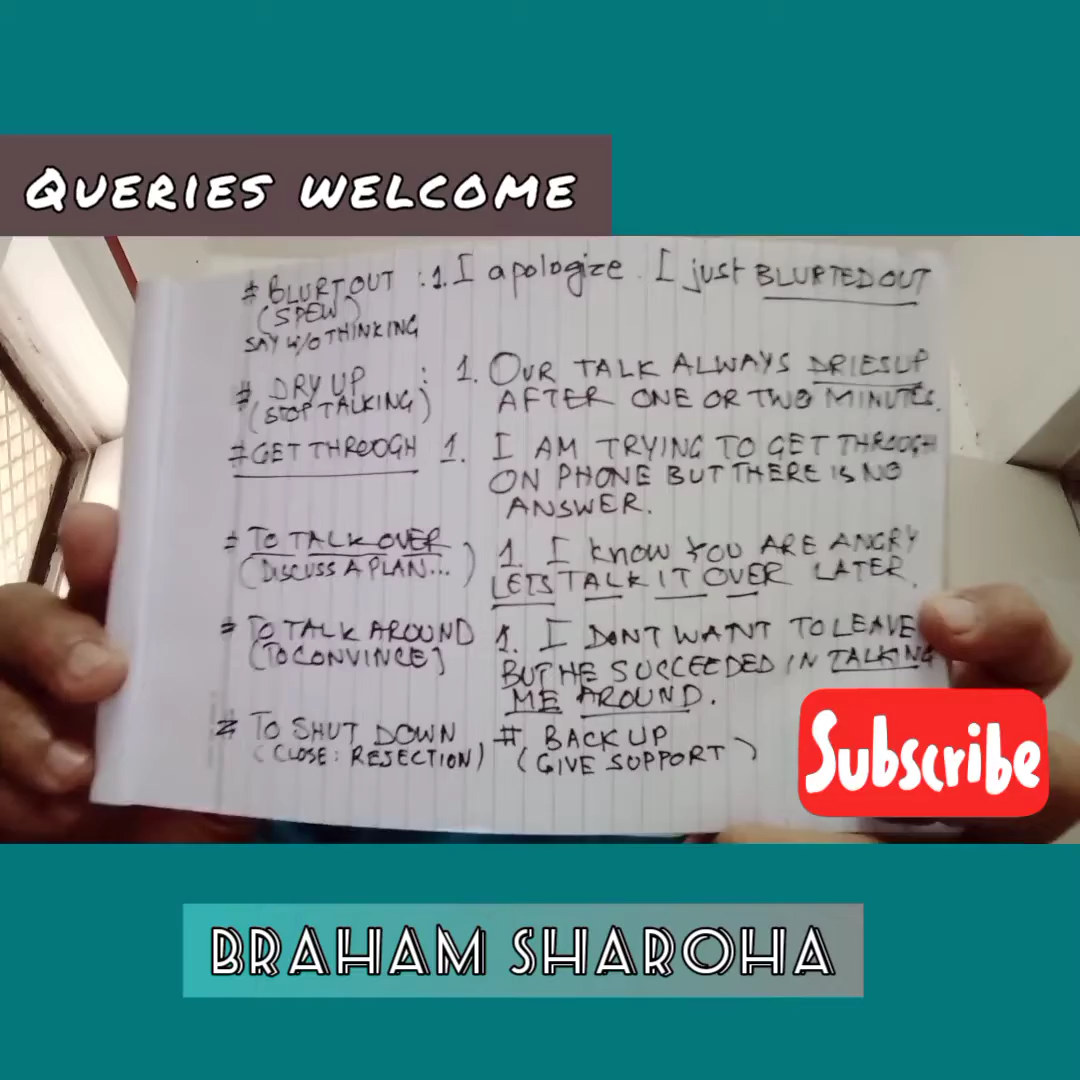 QUERIES WELCOME
# BLURT OUT : 1. I apologize. I just BLURTED OUT
(SPEW)
SAY W/O THINKING
# DRY UP : 1. OUR TALK ALWAYS DRIES UP
(STOP TALKING) AFTER ONE OR TWO MINUTES.
# GET THROUGH 1. I AM TRYING TO GET THROUGH
ON PHONE BUT THERE IS NO
ANSWER.
# TO TALK OVER 1. I KNOW YOU ARE ANGRY
(DISCUSS A PLAN...) LETS TALK IT OVER LATER.
# TO TALK AROUND 1. I DONT WANT TO LEAVE
(TO CONVINCE] BUT HE SUCCEEDED IN TALKING
ME AROUND.
# TO SHUT DOWN # BACK UP
(CLOSE: REJECTION) (GIVE SUPPORT)
Subscribe
BRAHAM SHAROHA